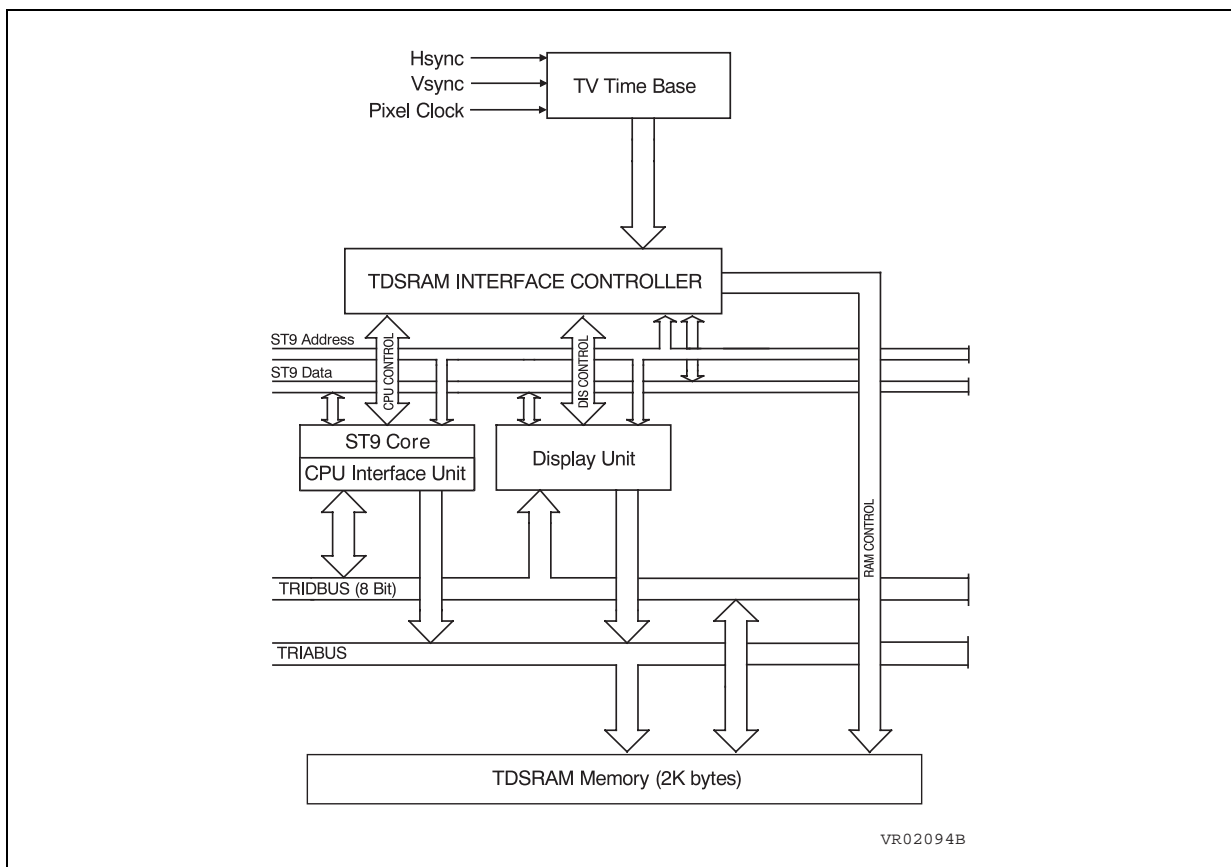 Hsync
Vsync
Pixel Clock
TV Time Base
TDSRAM INTERFACE CONTROLLER
ST9 Address
ST9 Data
CPU CONTROL
DIS CONTROL
RAM CONTROL
ST9 Core
CPU Interface Unit
Display Unit
TRIDBUS (8 Bit)
TRIABUS
TDSRAM Memory (2K bytes)
VR02094B